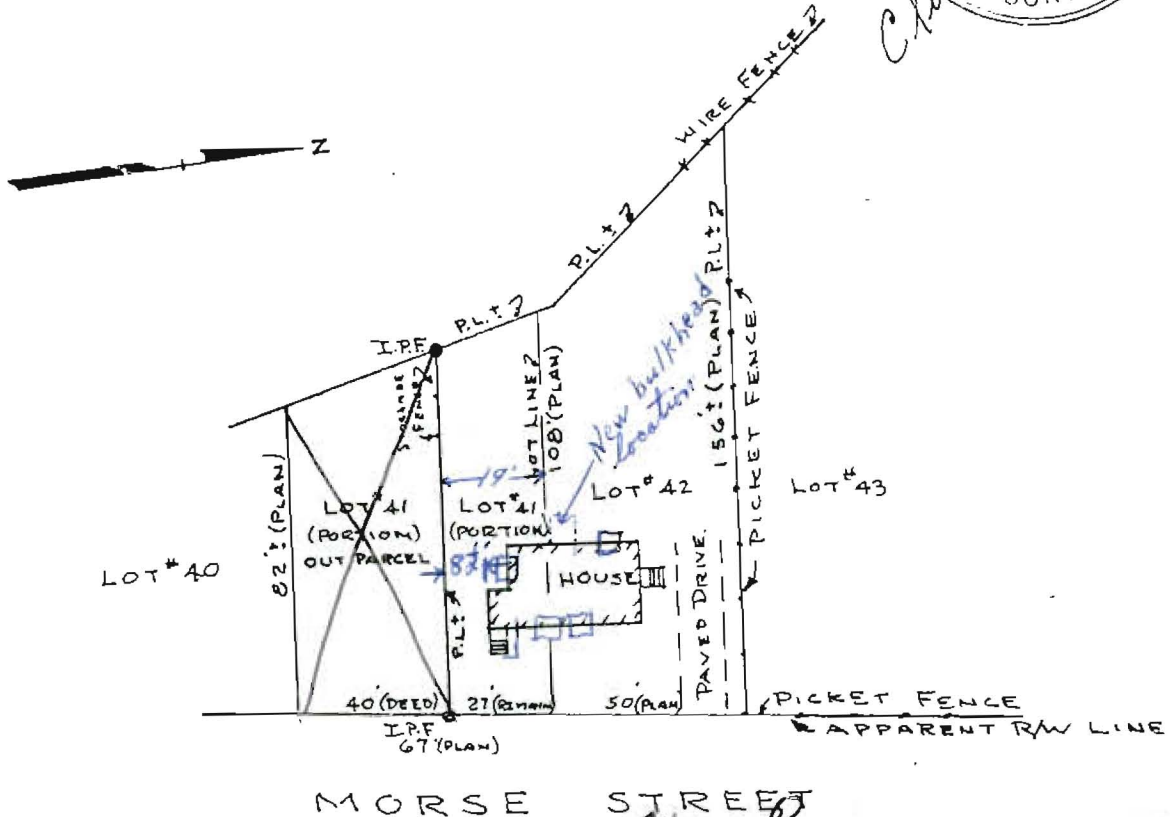 WIRE FENCE
Z
P.L. ±
P.L. ±
I.P.F.
FENCE
LOT LINE
108' (PLAN)
New bulkhead
location
156'± (PLAN) P.L ±
PICKET FENCE
19'
82'± (PLAN)
LOT #41
(PORTION)
OUT PARCEL
LOT #41
(PORTION)
LOT #42
LOT #43
LOT #40
HOUSE
PAVED DRIVE
P.L ±
40' (DEED)
27' (REMAIN)
50' (PLAN)
PICKET FENCE
I.P.F.
67' (PLAN)
APPARENT R/W LINE
MORSE STREET